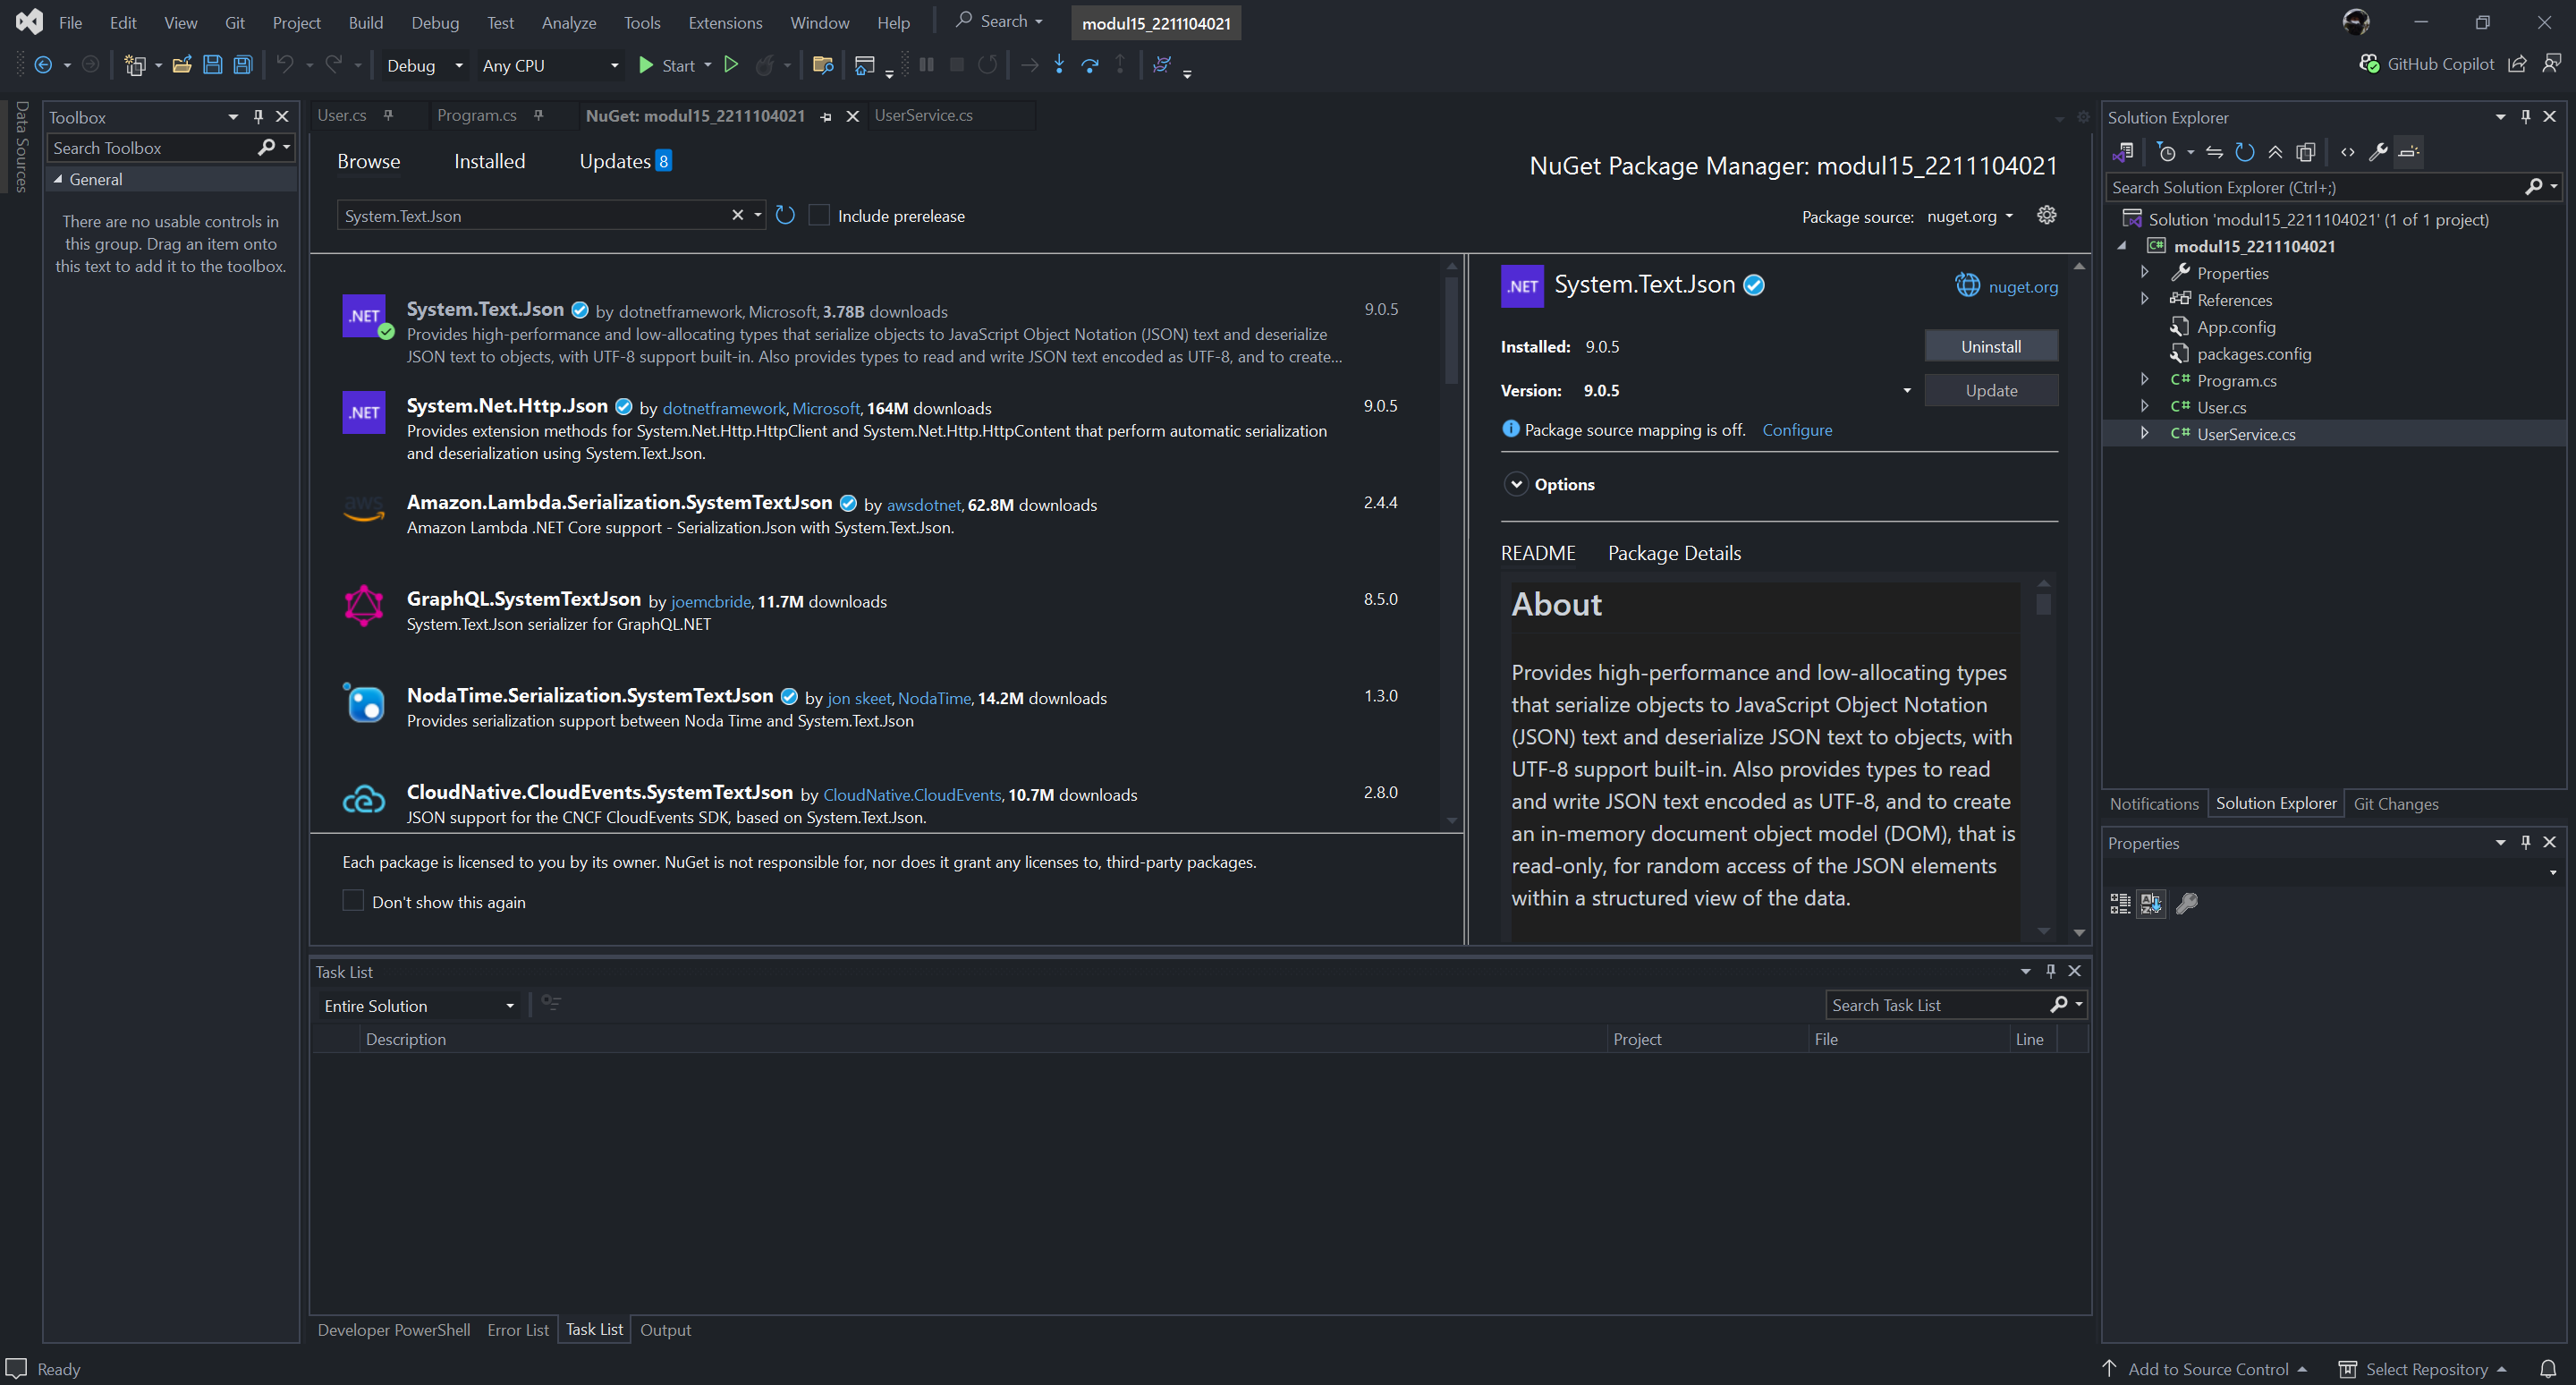 File Edit View Git Project Build Debug Test Analyze Tools Extensions Window Help Search modul15_2211104021
Debug Any CPU Start GitHub Copilot
Data Sources
Toolbox
Search Toolbox
General
There are no usable controls in
this group. Drag an item onto
this text to add it to the toolbox.
User.cs Program.cs NuGet: modul15_2211104021 UserService.cs
Browse Installed Updates 8
NuGet Package Manager: modul15_2211104021
System.Text.Json Include prerelease
Package source: nuget.org
.NET System.Text.Json by dotnetframework, Microsoft, 3.78B downloads 9.0.5
Provides high-performance and low-allocating types that serialize objects to JavaScript Object Notation (JSON) text and deserialize
JSON text to objects, with UTF-8 support built-in. Also provides types to read and write JSON text encoded as UTF-8, and to create...
.NET System.Net.Http.Json by dotnetframework, Microsoft, 164M downloads 9.0.5
Provides extension methods for System.Net.Http.HttpClient and System.Net.Http.HttpContent that perform automatic serialization
and deserialization using System.Text.Json.
aws Amazon.Lambda.Serialization.SystemTextJson by awsdotnet, 62.8M downloads 2.4.4
Amazon Lambda .NET Core support - Serialization.Json with System.Text.Json.
GraphQL.SystemTextJson by joemcbride, 11.7M downloads 8.5.0
System.Text.Json serializer for GraphQL.NET
NodaTime.Serialization.SystemTextJson by jon skeet, NodaTime, 14.2M downloads 1.3.0
Provides serialization support between Noda Time and System.Text.Json
CloudNative.CloudEvents.SystemTextJson by CloudNative.CloudEvents, 10.7M downloads 2.8.0
JSON support for the CNCF CloudEvents SDK, based on System.Text.Json.
Each package is licensed to you by its owner. NuGet is not responsible for, nor does it grant any licenses to, third-party packages.
Don't show this again
.NET System.Text.Json nuget.org
Installed: 9.0.5 Uninstall
Version: 9.0.5 Update
Package source mapping is off. Configure
Options
README Package Details
About
Provides high-performance and low-allocating types
that serialize objects to JavaScript Object Notation
(JSON) text and deserialize JSON text to objects, with
UTF-8 support built-in. Also provides types to read
and write JSON text encoded as UTF-8, and to create
an in-memory document object model (DOM), that is
read-only, for random access of the JSON elements
within a structured view of the data.
Task List
Entire Solution Search Task List
Description Project File Line
Developer PowerShell Error List Task List Output
Solution Explorer
Search Solution Explorer (Ctrl+;)
Solution 'modul15_2211104021' (1 of 1 project)
C# modul15_2211104021
Properties
References
App.config
packages.config
C# Program.cs
C# User.cs
C# UserService.cs
Notifications Solution Explorer Git Changes
Properties
Ready Add to Source Control Select Repository